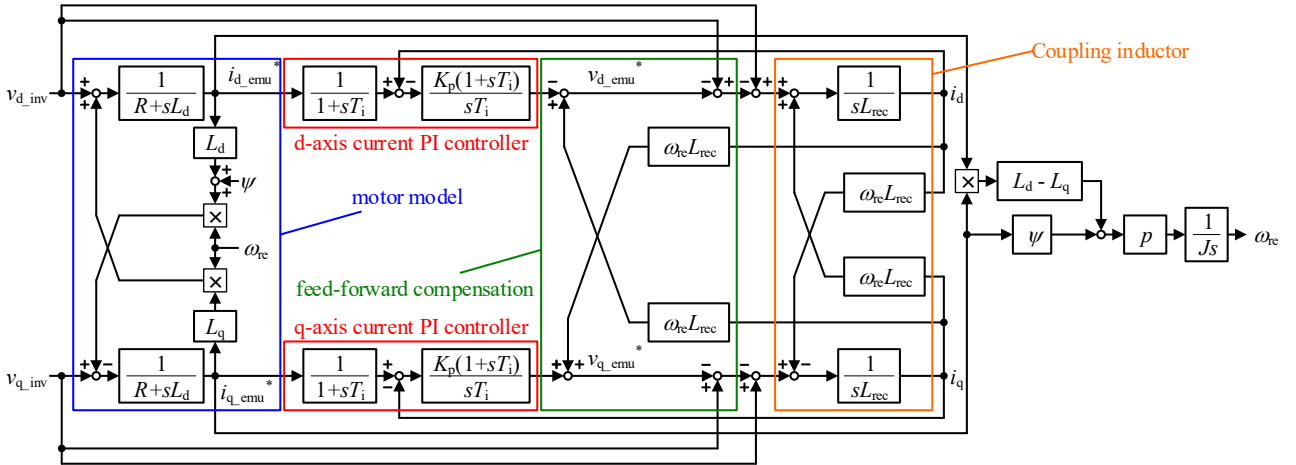 Coupling inductor
v_d_inv
+
+
1
R+sL_d
i_d_emu*
1
1+sT_i
+
−
K_p(1+sT_i)
sT_i
−
+
v_d_emu*
−
+
−
+
+
+
1
sL_rec
i_d
L_d
d-axis current PI controller
ω_re L_rec
+
+
ψ
+
+
×
motor model
ω_re L_rec
×
L_d - L_q
ω_re
ψ
p
1
Js
ω_re
×
feed-forward compensation
ω_re L_rec
L_q
q-axis current PI controller
ω_re L_rec
v_q_inv
+
−
1
R+sL_d
i_q_emu*
1
1+sT_i
+
−
K_p(1+sT_i)
sT_i
+
+
v_q_emu*
−
+
−
+
+
−
1
sL_rec
i_q